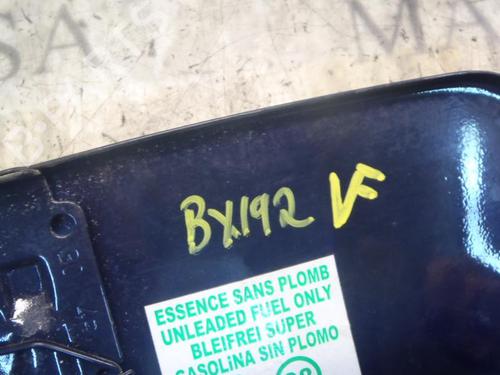 BX192 VF
ESSENCE SANS PLOMB
UNLEADED FUEL ONLY
BLEIFREI SUPER
GASOLiNA SIN PLOMO